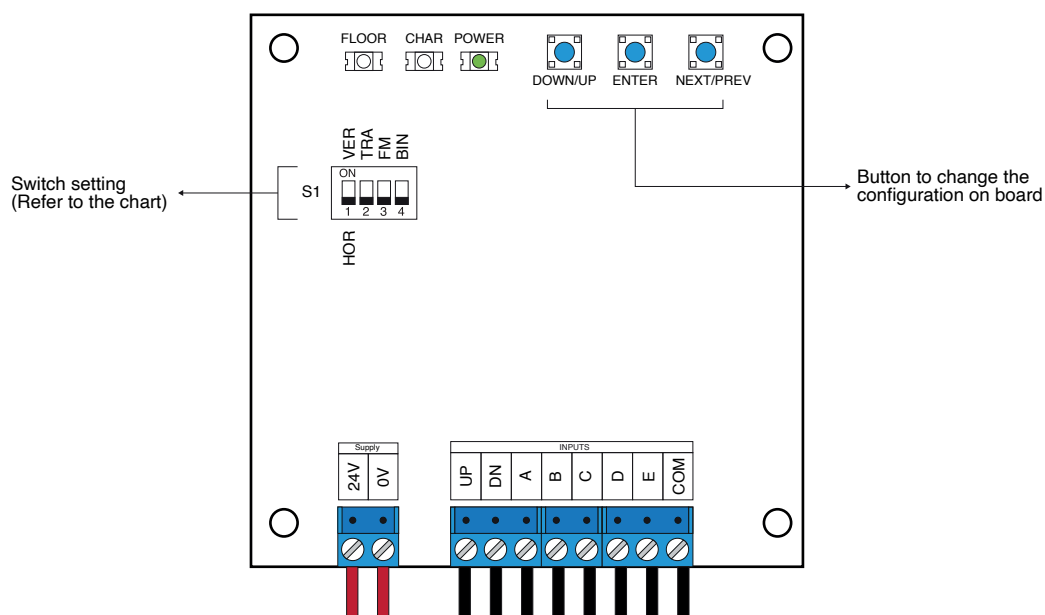 FLOOR CHAR POWER
DOWN/UP ENTER NEXT/PREV
VER
TRA
FM
BIN
ON
S1
1 2 3 4
HOR
Switch setting
(Refer to the chart)
Button to change the
configuration on board
Supply
24V
0V
INPUTS
UP
DN
A
B
C
D
E
COM